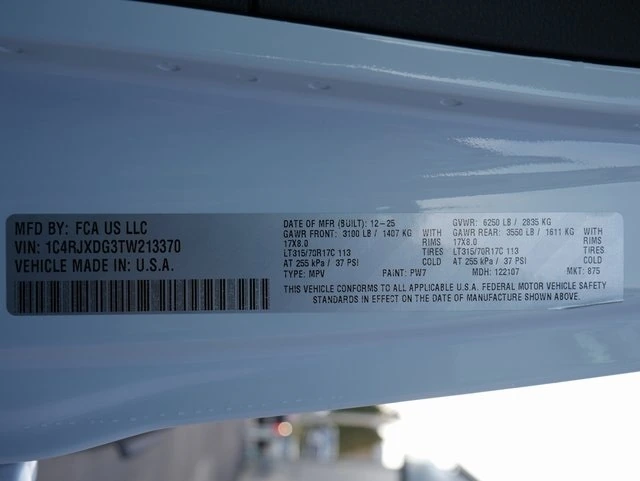 MFD BY: FCA US LLC
VIN: 1C4RJXDG3TW213370
VEHICLE MADE IN: U.S.A.
DATE OF MFR (BUILT): 12-25 GVWR: 6250 LB / 2835 KG
GAWR FRONT: 3100 LB / 1407 KG WITH GAWR REAR: 3550 LB / 1611 KG WITH
17X8.0 RIMS 17X8.0 RIMS
LT315/70R17C 113 TIRES LT315/70R17C 113 TIRES
AT 255 kPa / 37 PSI COLD AT 255 kPa / 37 PSI COLD
TYPE: MPV PAINT: PW7 MDH: 122107 MKT: 875
THIS VEHICLE CONFORMS TO ALL APPLICABLE U.S.A. FEDERAL MOTOR VEHICLE SAFETY
STANDARDS IN EFFECT ON THE DATE OF MANUFACTURE SHOWN ABOVE.